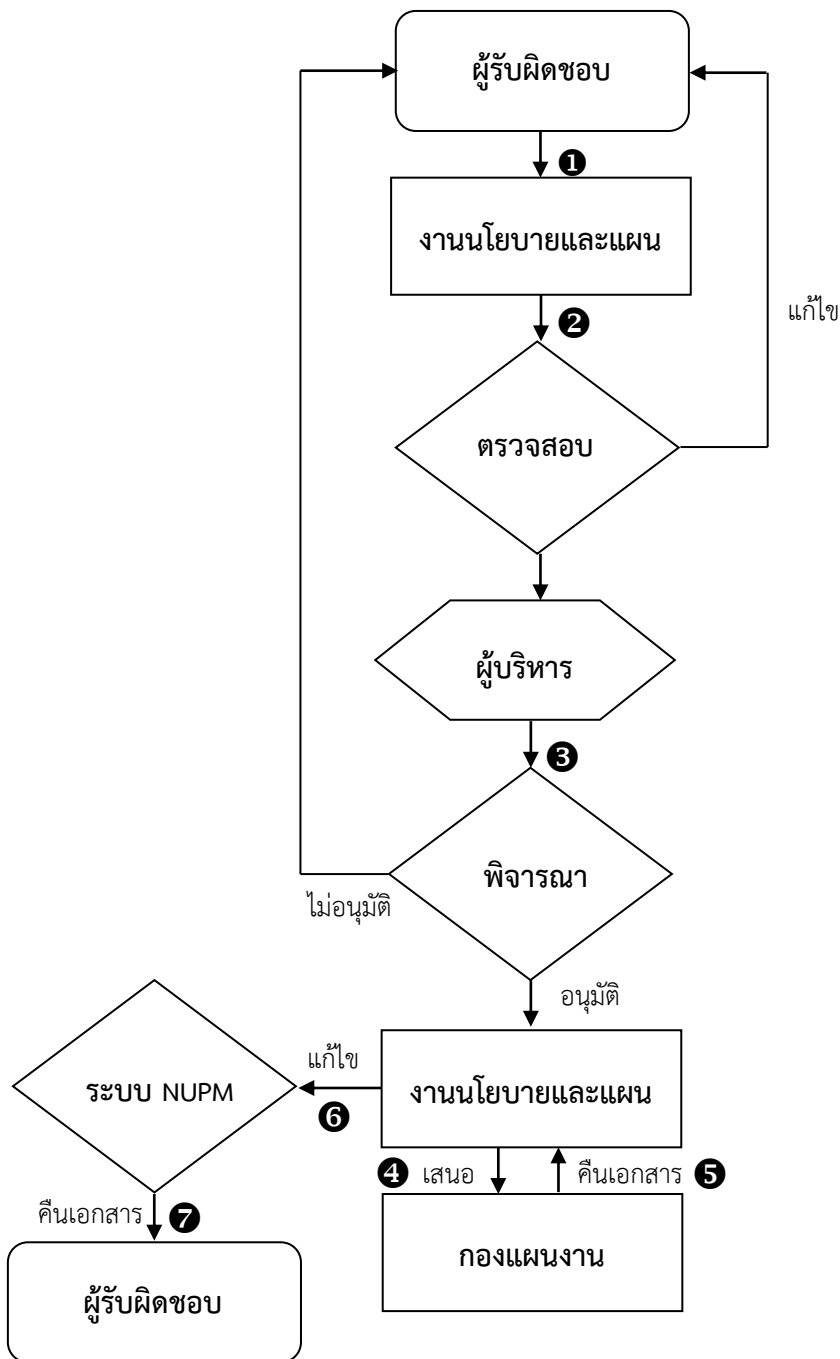 ผู้รับผิดชอบ
❶
งานนโยบายและแผน
❷
แก้ไข
ตรวจสอบ
ผู้บริหาร
❸
พิจารณา
ไม่อนุมัติ
อนุมัติ
แก้ไข
ระบบ NUPM
❻
งานนโยบายและแผน
❹ เสนอ
คืนเอกสาร ❺
คืนเอกสาร ❼
กองแผนงาน
ผู้รับผิดชอบ